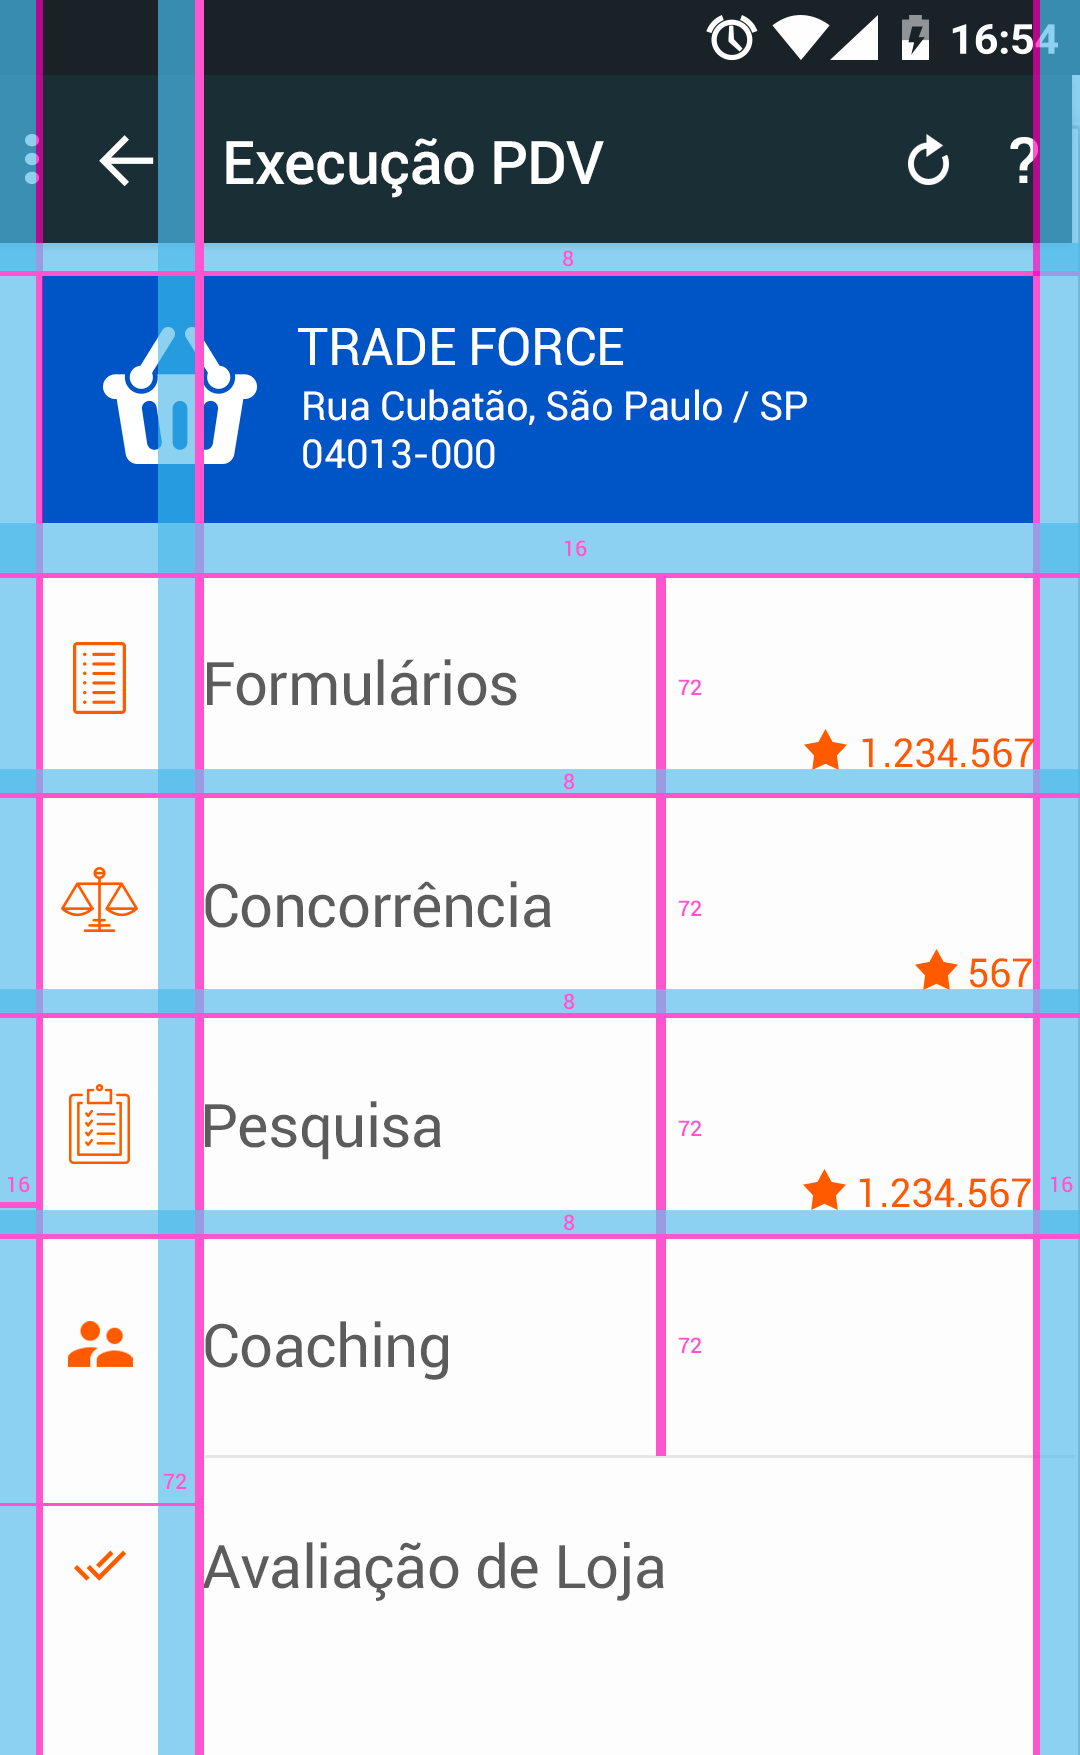 16:54
Execução PDV
?
8
TRADE FORCE
Rua Cubatão, São Paulo / SP
04013-000
16
Formulários
72
1.234.567
8
Concorrência
72
567
8
Pesquisa
72
16
1.234.567
16
8
Coaching
72
72
Avaliação de Loja